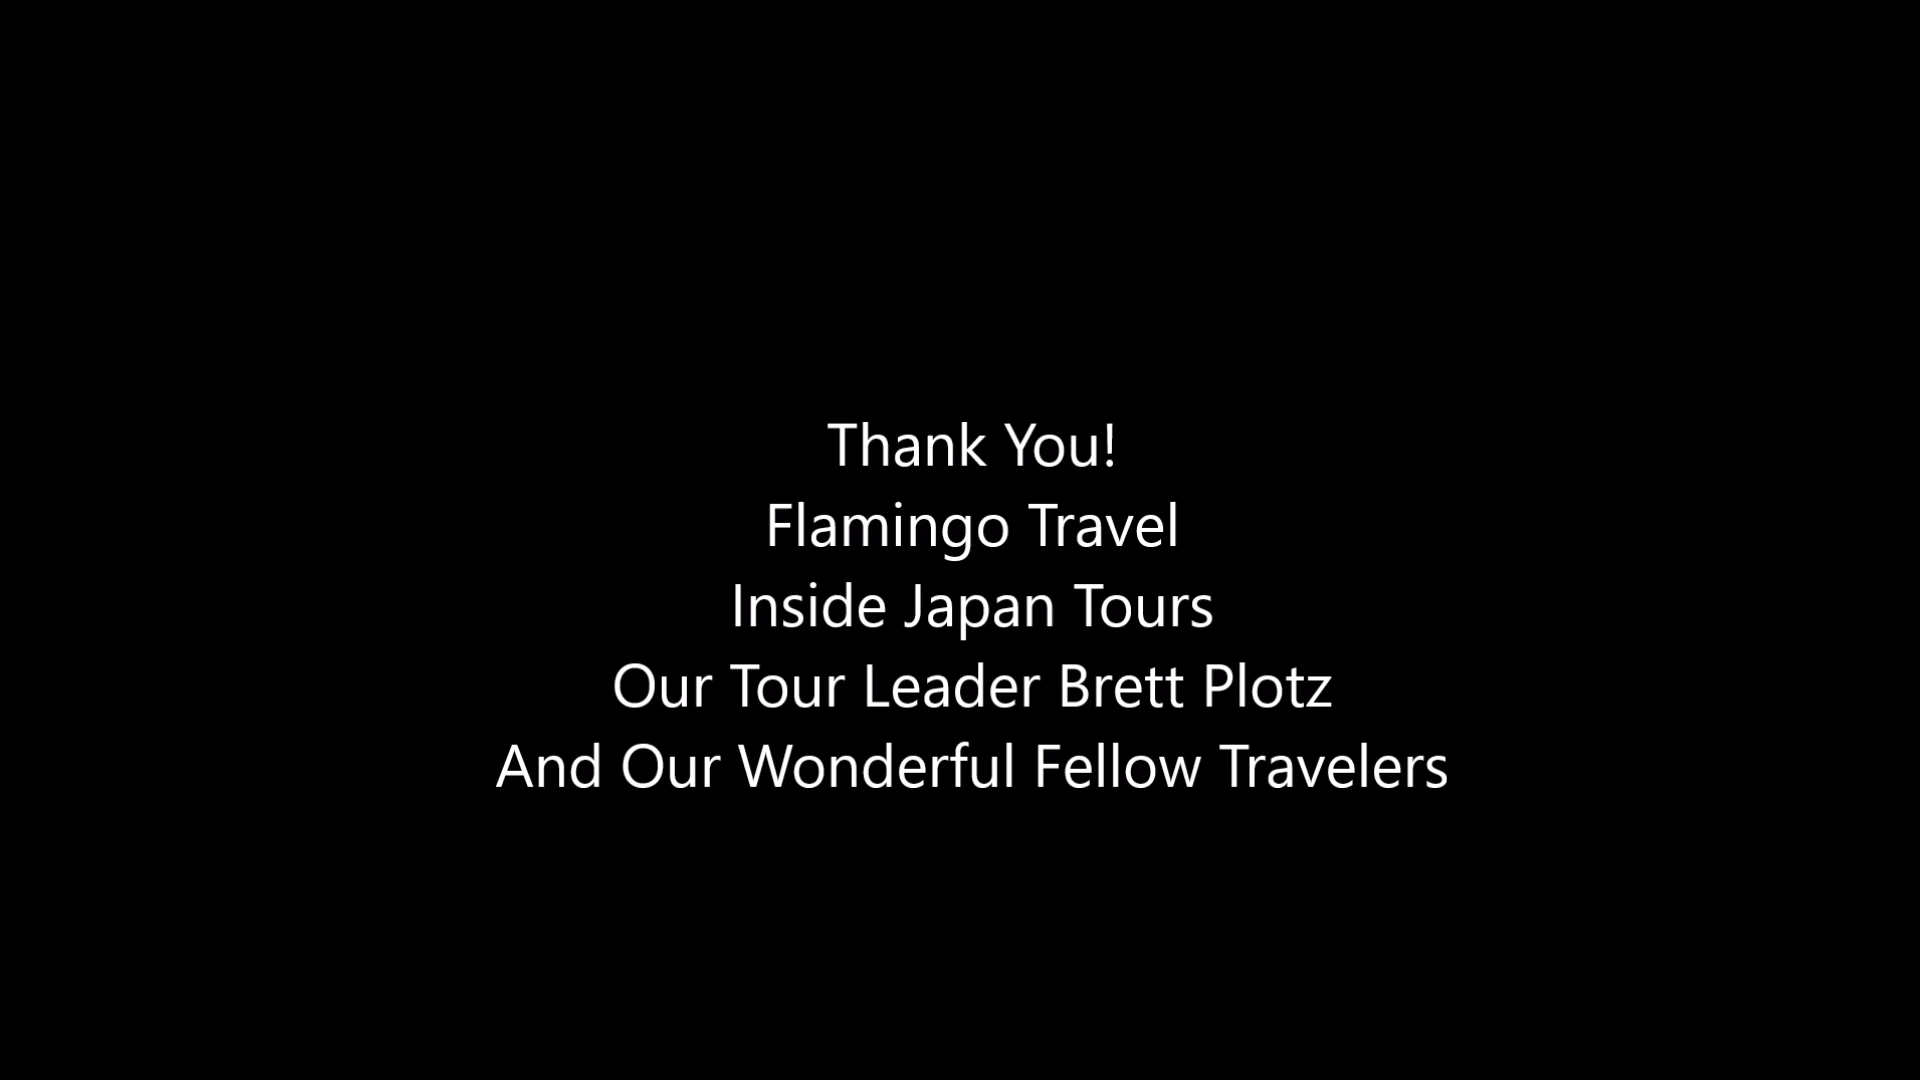 Thank You!
Flamingo Travel
Inside Japan Tours
Our Tour Leader Brett Plotz
And Our Wonderful Fellow Travelers